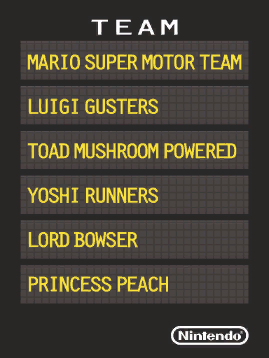 TEAM
MARIO SUPER MOTOR TEAM
LUIGI GUSTERS
TOAD MUSHROOM POWERED
YOSHI RUNNERS
LORD BOWSER
PRINCESS PEACH
Nintendo®